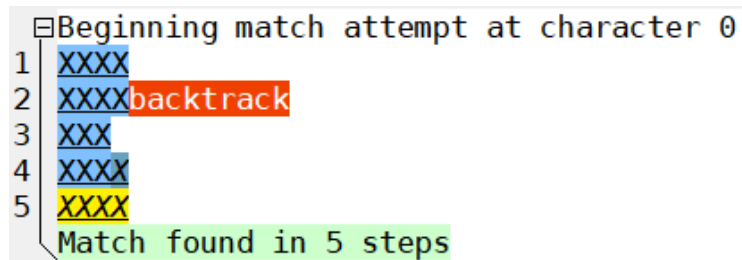 Beginning match attempt at character 0
1 XXXX
2 XXXXbacktrack
3 XXX
4 XXXX
5 XXXX
Match found in 5 steps